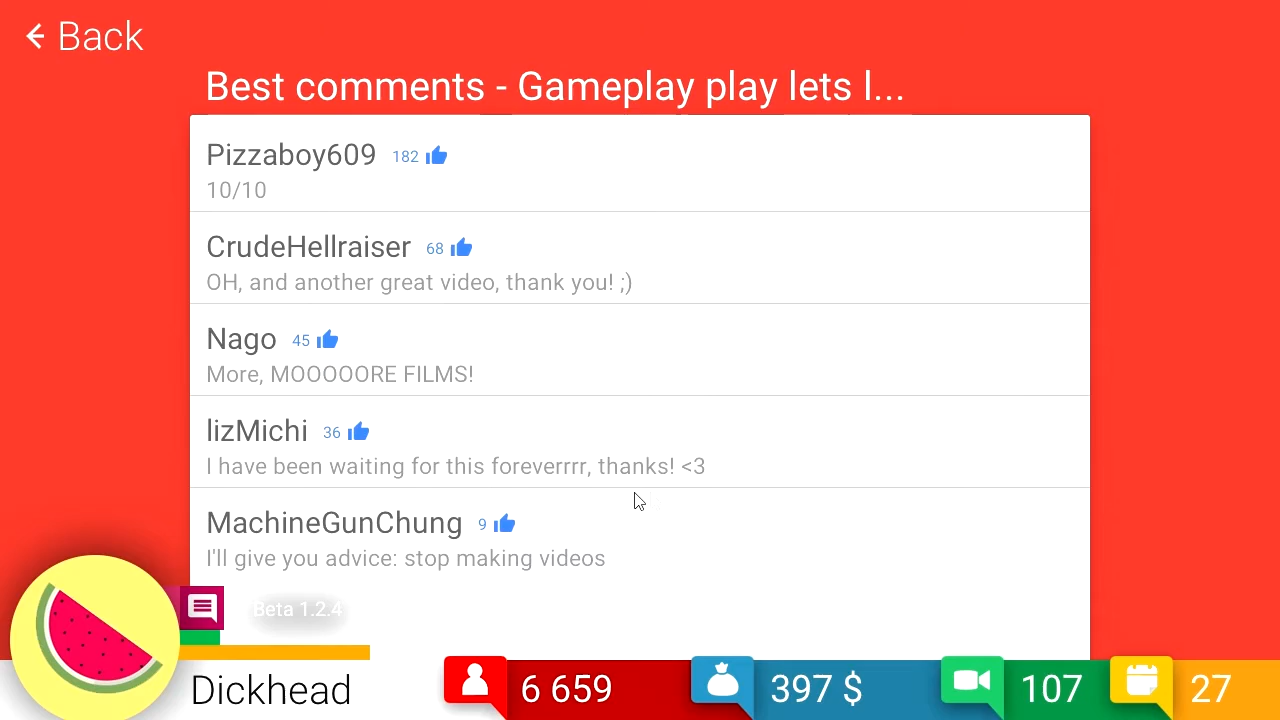 Back
Best comments - Gameplay play lets l...
Pizzaboy609 182
10/10
CrudeHellraiser 68
OH, and another great video, thank you! ;)
Nago 45
More, MOOOOORE FILMS!
lizMichi 36
I have been waiting for this foreverrrr, thanks! <3
MachineGunChung 9
I'll give you advice: stop making videos
Beta 1.2.4
Dickhead 6 659 397 $ 107 27